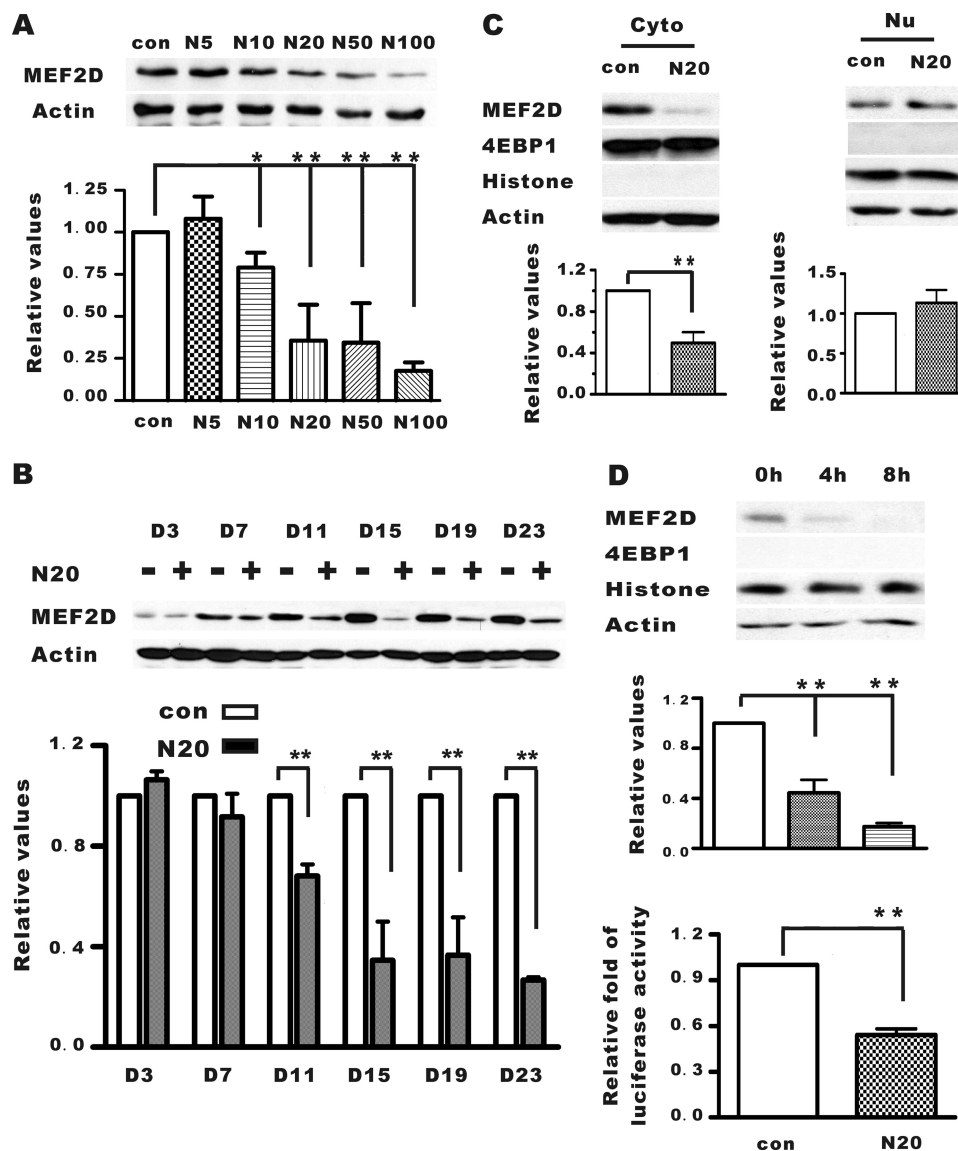 A
con N5 N10 N20 N50 N100
MEF2D
Actin
* ** ** **
Relative values
1.25
1.00
0.75
0.50
0.25
0.00
con N5 N10 N20 N50 N100
B
D3 D7 D11 D15 D19 D23
N20 - + - + - + - + - + - +
MEF2D
Actin
con
N20
Relative values
1.2
0.8
0.4
0.0
** ** ** **
D3 D7 D11 D15 D19 D23
C
Cyto Nu
con N20 con N20
MEF2D
4EBP1
Histone
Actin
Relative values
1.2
1.0
0.8
0.4
0.0
**
Relative values
1.5
1.0
0.5
0.0
D
0h 4h 8h
MEF2D
4EBP1
Histone
Actin
Relative values
1.2
0.8
0.4
0.0
** **
Relative fold of
luciferase activity
1.2
0.9
0.6
0.3
0.0
**
con N20